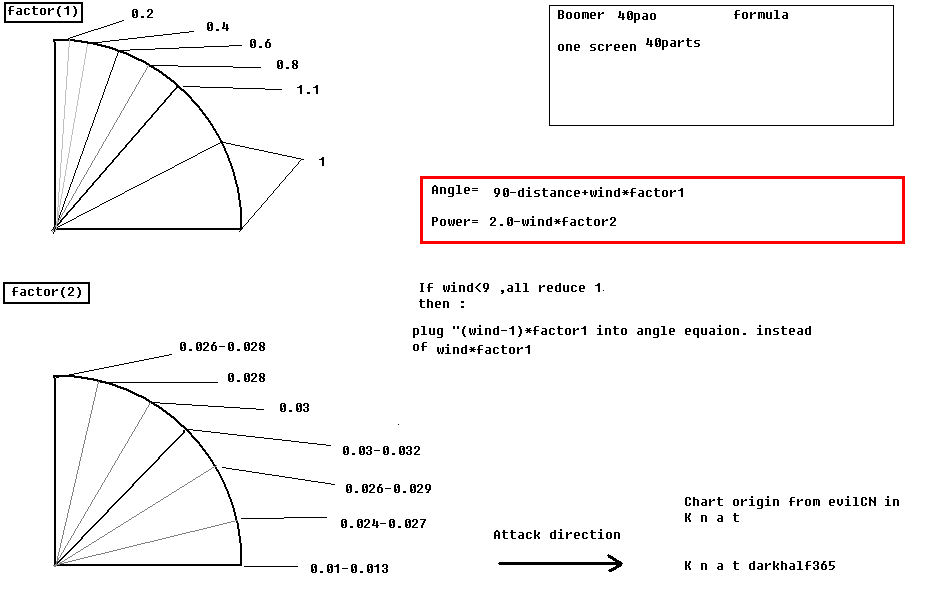 factor(1)
0.2
0.4
0.6
0.8
1.1
1
Boomer 40pao formula
one screen 40parts
Angle= 90-distance+wind*factor1
Power= 2.0-wind*factor2
If wind<9 ,all reduce 1.
then :
plug "(wind-1)*factor1 into angle equaion. instead
of wind*factor1
factor(2)
0.026-0.028
0.028
0.03
0.03-0.032
0.026-0.029
0.024-0.027
0.01-0.013
Attack direction
Chart origin from evilCN in
K n a t
K n a t darkhalf365